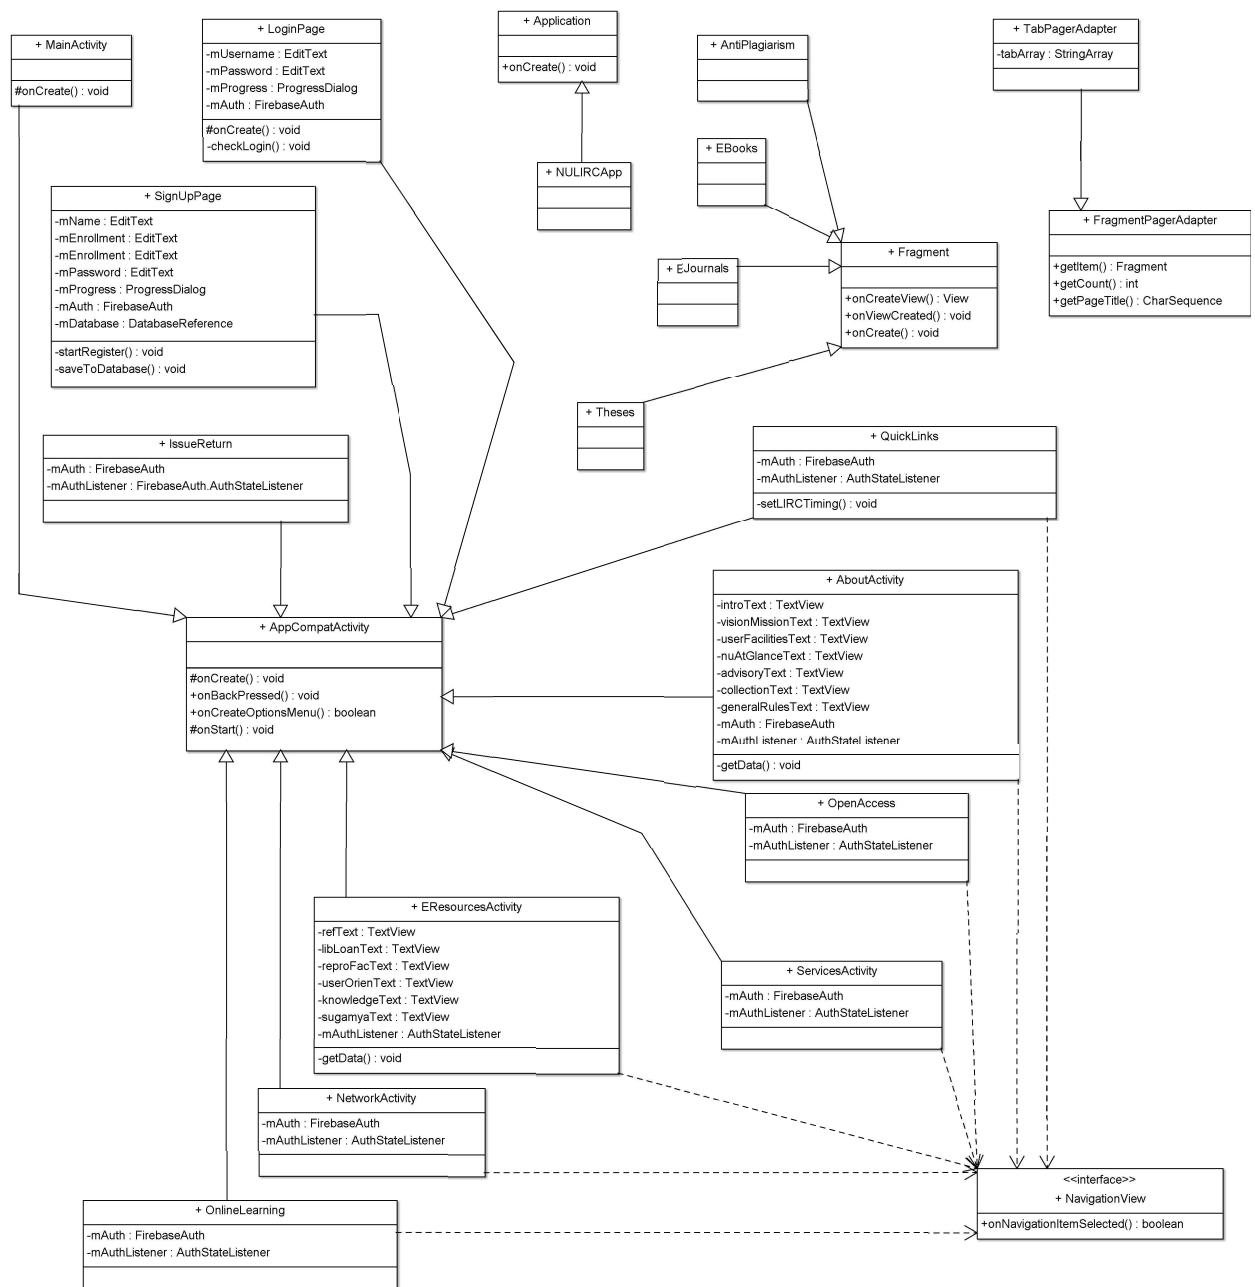 + MainActivity
#onCreate() : void
+ LoginPage
-mUsername : EditText
-mPassword : EditText
-mProgress : ProgressDialog
-mAuth : FirebaseAuth
#onCreate() : void
-checkLogin() : void
+ Application
+onCreate() : void
+ NULIRCApp
+ AntiPlagiarism
+ EBooks
+ EJournals
+ Theses
+ Fragment
+onCreateView() : View
+onViewCreated() : void
+onCreate() : void
+ TabPagerAdapter
-tabArray : StringArray
+ FragmentPagerAdapter
+getItem() : Fragment
+getCount() : int
+getPageTitle() : CharSequence
+ SignUpPage
-mName : EditText
-mEnrollment : EditText
-mEnrollment : EditText
-mPassword : EditText
-mProgress : ProgressDialog
-mAuth : FirebaseAuth
-mDatabase : DatabaseReference
-startRegister() : void
-saveToDatabase() : void
+ IssueReturn
-mAuth : FirebaseAuth
-mAuthListener : FirebaseAuth.AuthStateListener
+ QuickLinks
-mAuth : FirebaseAuth
-mAuthListener : AuthStateListener
-setLIRCTiming() : void
+ AppCompatActivity
#onCreate() : void
+onBackPressed() : void
+onCreateOptionsMenu() : boolean
#onStart() : void
+ AboutActivity
-introText : TextView
-visionMissionText : TextView
-userFacilitiesText : TextView
-nuAtGlanceText : TextView
-advisoryText : TextView
-collectionText : TextView
-generalRulesText : TextView
-mAuth : FirebaseAuth
-mAuthListener : AuthStateListener
-getData() : void
+ OpenAccess
-mAuth : FirebaseAuth
-mAuthListener : AuthStateListener
+ EResourcesActivity
-refText : TextView
-libLoanText : TextView
-reproFacText : TextView
-userOrienText : TextView
-knowledgeText : TextView
-sugamyaText : TextView
-mAuthListener : AuthStateListener
-getData() : void
+ ServicesActivity
-mAuth : FirebaseAuth
-mAuthListener : AuthStateListener
+ NetworkActivity
-mAuth : FirebaseAuth
-mAuthListener : AuthStateListener
+ OnlineLearning
-mAuth : FirebaseAuth
-mAuthListener : AuthStateListener
<<interface>>
+ NavigationView
+onNavigationItemSelected() : boolean